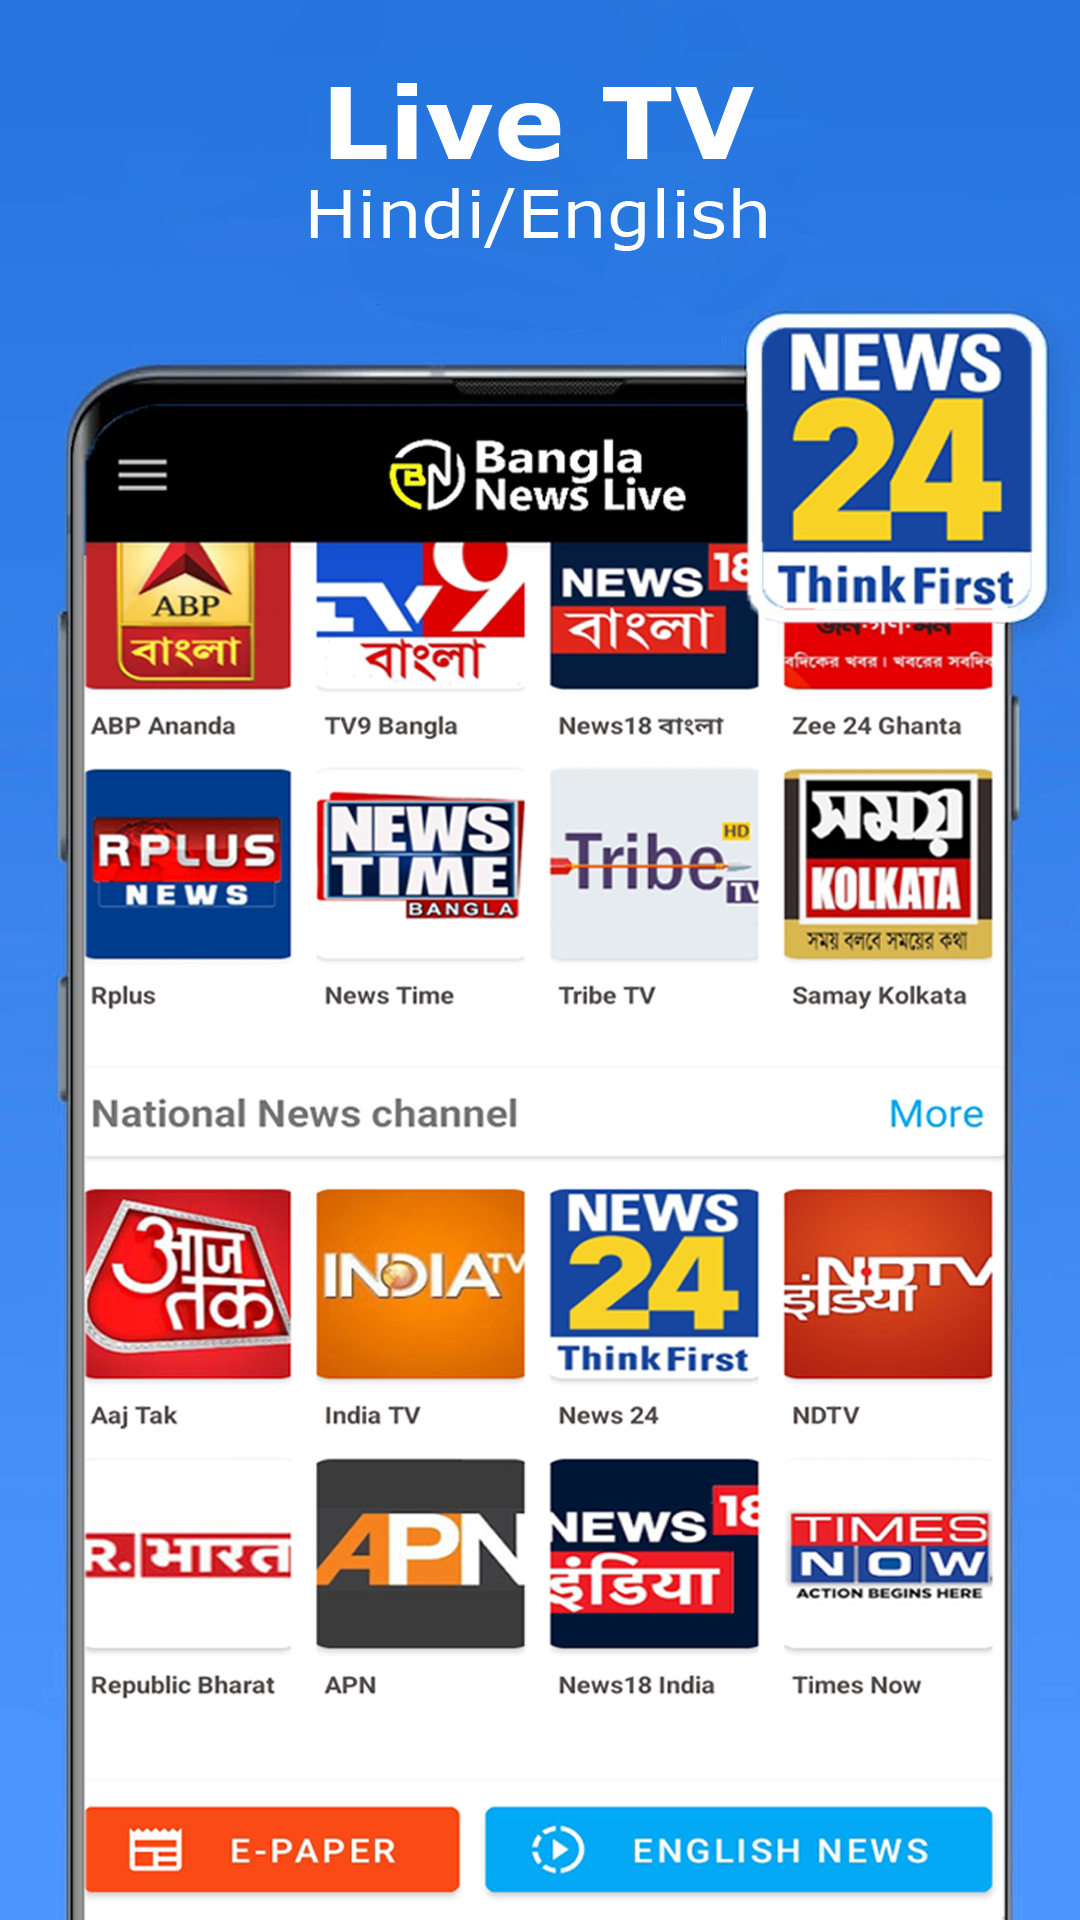 Live TV
Hindi/English
NEWS
24
Think First
BN
Bangla
News Live
ABP
বাংলা
TV9
বাংলা
NEWS 18
বাংলা
বদিকের খবর। খবরের সবদিক
ABP Ananda
TV9 Bangla
News18 বাংলা
Zee 24 Ghanta
RPLUS
NEWS
NEWS
TIME
BANGLA
HD
Tribe
TV
সময়
KOLKATA
সময় বলবে সময়ের কথা
Rplus
News Time
Tribe TV
Samay Kolkata
National News channel
More
आज
तक
INDIA TV
NEWS
24
Think First
NDTV
इंडिया
Aaj Tak
India TV
News 24
NDTV
R. भारत
APN
NEWS 18
इंडिया
TIMES
NOW
ACTION BEGINS HERE
Republic Bharat
APN
News18 India
Times Now
E-PAPER
ENGLISH NEWS